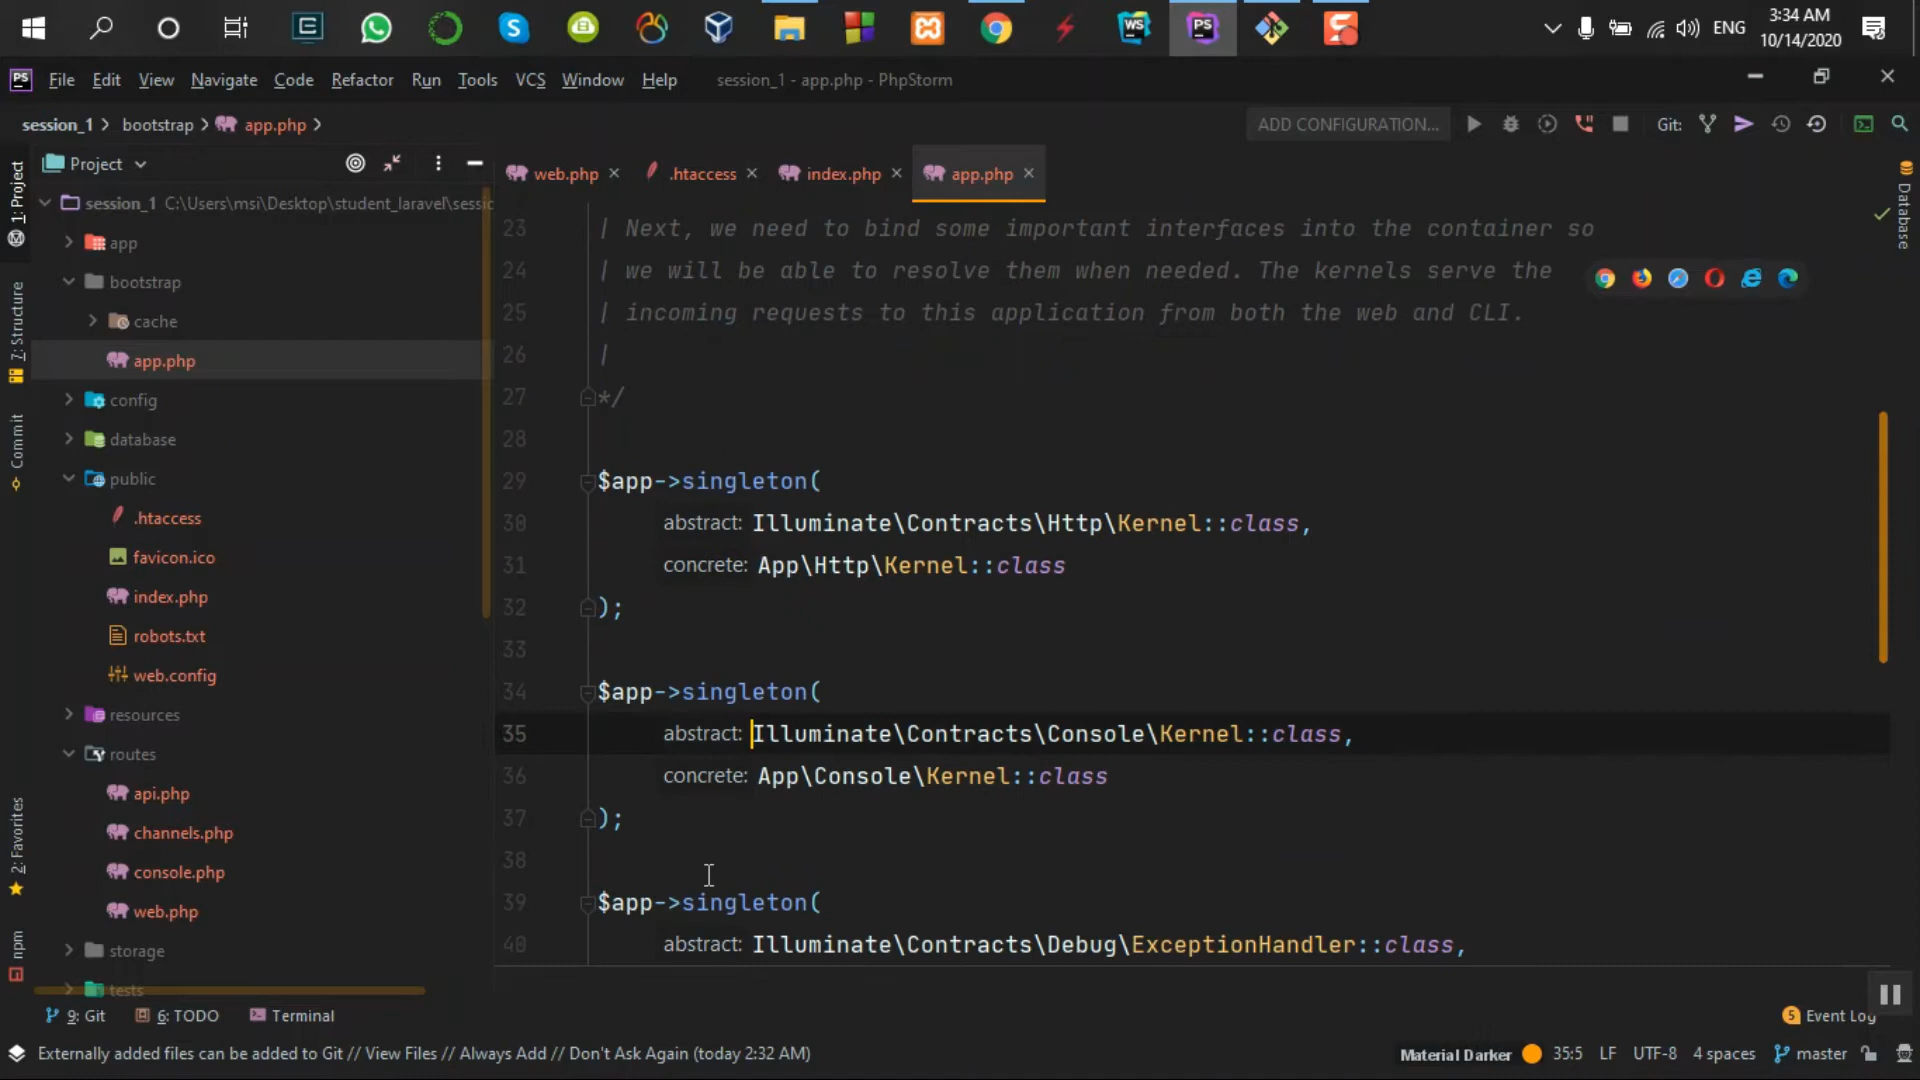 ENG
3:34 AM
10/14/2020
PS File Edit View Navigate Code Refactor Run Tools VCS Window Help session_1 - app.php - PhpStorm
session_1 bootstrap app.php
ADD CONFIGURATION...
Git:
Project
web.php
.htaccess
index.php
app.php
session_1 C:\Users\msi\Desktop\student_laravel\sessic
app
bootstrap
cache
app.php
config
database
public
.htaccess
favicon.ico
index.php
robots.txt
web.config
resources
routes
api.php
channels.php
console.php
web.php
storage
tests
1: Project
7: Structure
Commit
2: Favorites
npm
Database
23 | Next, we need to bind some important interfaces into the container so
24 | we will be able to resolve them when needed. The kernels serve the
25 | incoming requests to this application from both the web and CLI.
26 |
27 */
28
29 $app->singleton(
30 abstract: Illuminate\Contracts\Http\Kernel::class,
31 concrete: App\Http\Kernel::class
32 );
33
34 $app->singleton(
35 abstract: Illuminate\Contracts\Console\Kernel::class,
36 concrete: App\Console\Kernel::class
37 );
38
39 $app->singleton(
40 abstract: Illuminate\Contracts\Debug\ExceptionHandler::class,
9: Git
6: TODO
Terminal
5 Event Log
Externally added files can be added to Git // View Files // Always Add // Don't Ask Again (today 2:32 AM)
Material Darker
35:5
LF
UTF-8
4 spaces
master